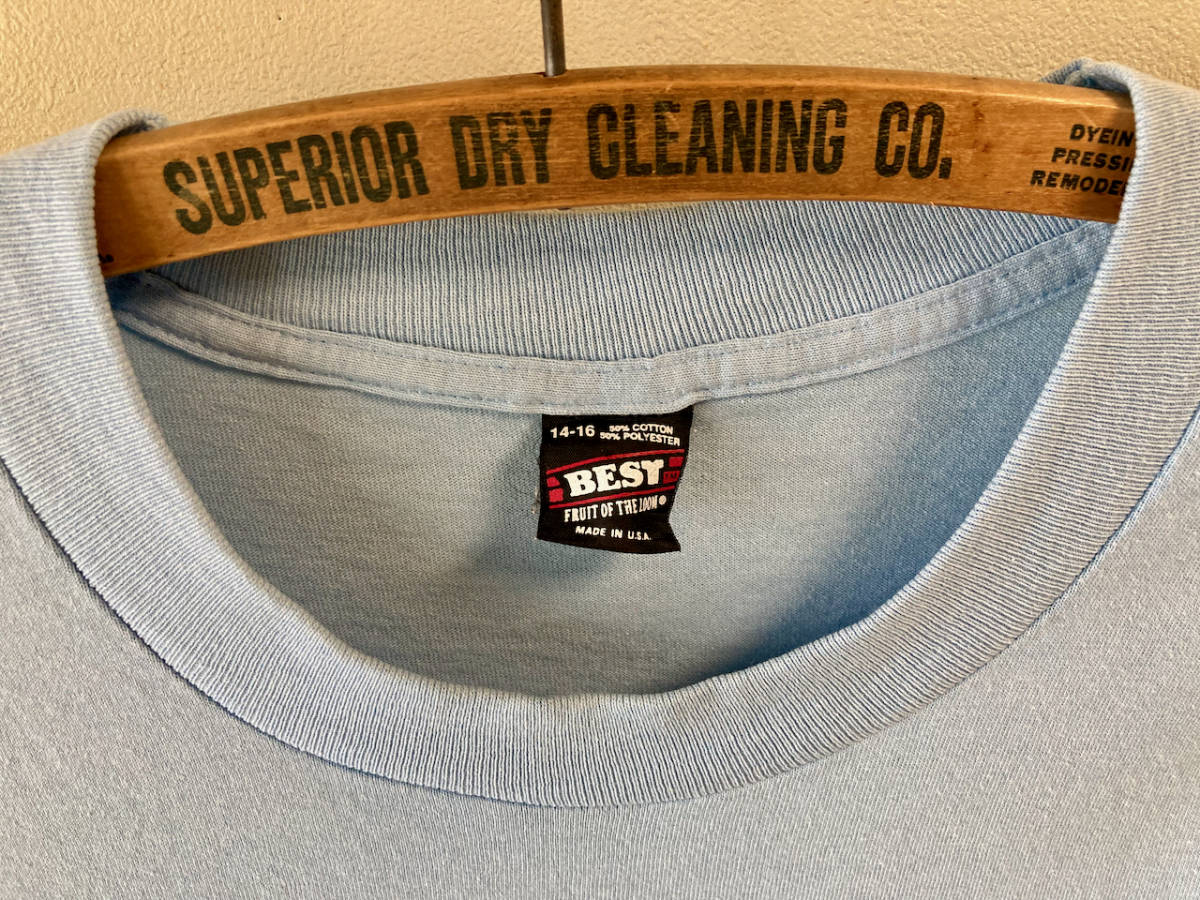 SUPERIOR DRY CLEANING CO.
DYEIN
PRESSI
REMODE
14-16 50% COTTON
50% POLYESTER
BEST
FRUIT OF THE LOOM®
MADE IN U.S.A.